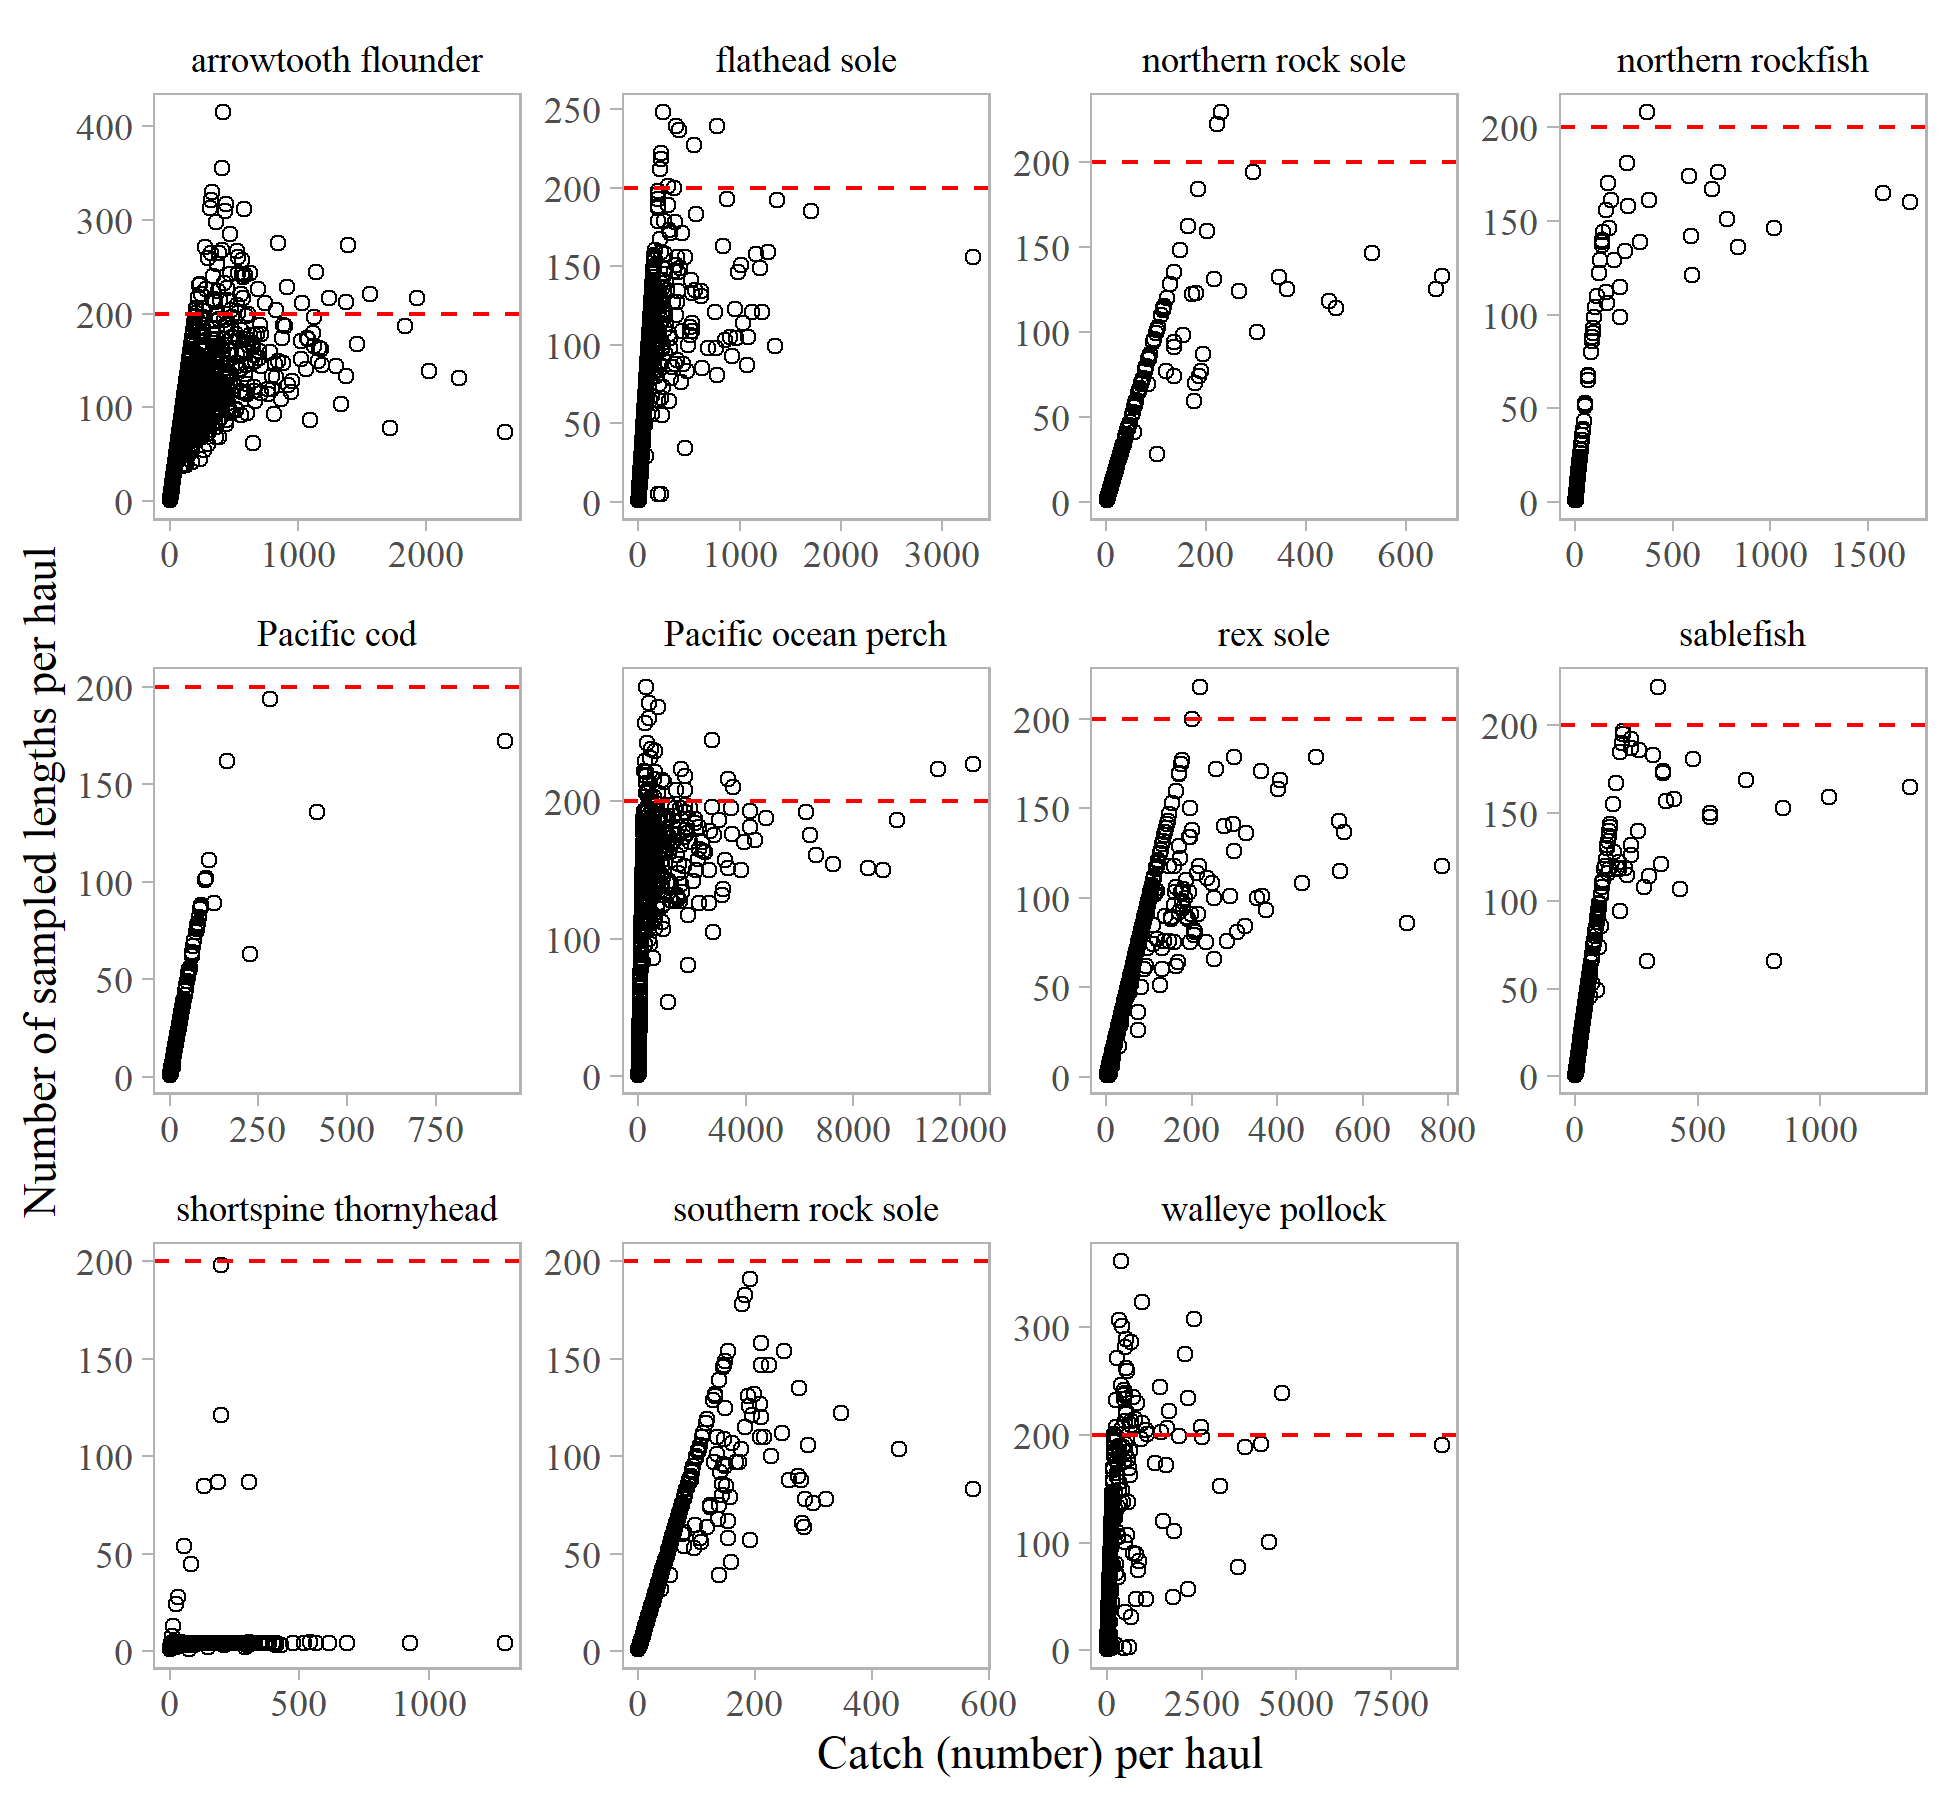 arrowtooth flounder flathead sole northern rock sole northern rockfish
400 300 200 100 0
250 200 150 100 50 0
200 150 100 50 0
200 150 100 50 0
0 1000 2000
0 1000 2000 3000
0 200 400 600
0 500 1000 1500
Number of sampled lengths per haul
Pacific cod Pacific ocean perch rex sole sablefish
200 150 100 50 0
200 100 0
200 150 100 50 0
200 150 100 50 0
0 250 500 750
0 4000 8000 12000
0 200 400 600 800
0 500 1000
shortspine thornyhead southern rock sole walleye pollock
200 150 100 50 0
200 150 100 50 0
300 200 100 0
0 500 1000
0 200 400 600
0 2500 5000 7500
Catch (number) per haul